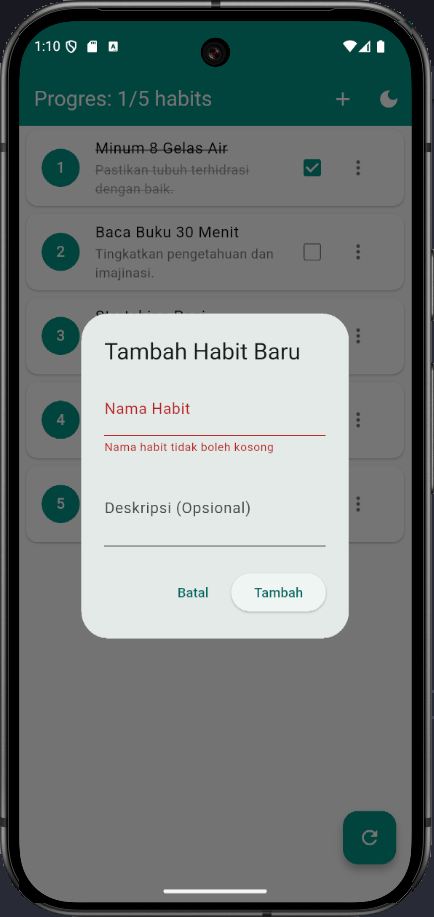 1:10
Progres: 1/5 habits
1
Minum 8 Gelas Air
Pastikan tubuh terhidrasi
dengan baik.
2
Baca Buku 30 Menit
Tingkatkan pengetahuan dan
imajinasi.
3
4
5
Tambah Habit Baru
Nama Habit
Nama habit tidak boleh kosong
Deskripsi (Opsional)
Batal
Tambah